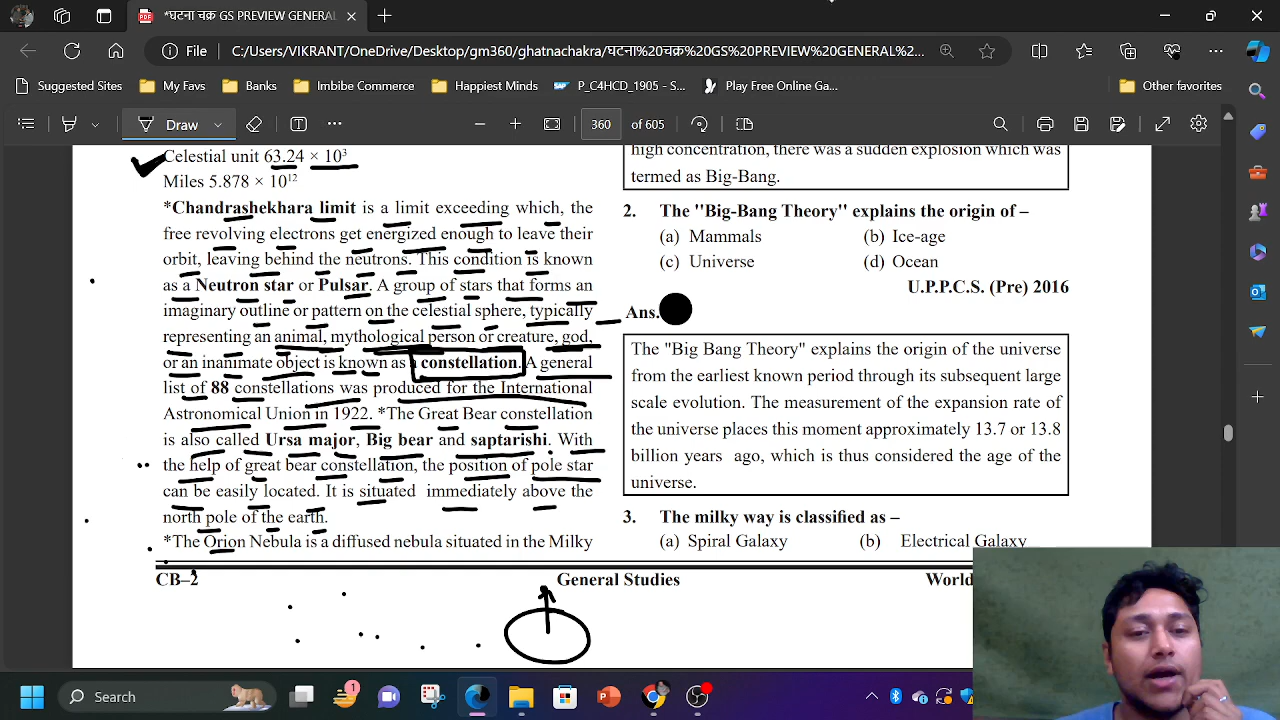 *घटना चक्र GS PREVIEW GENERAL
File
C:/Users/VIKRANT/OneDrive/Desktop/gm360/ghatnachakra/घटना%20चक्र%20GS%20PREVIEW%20GENERAL%2...
Suggested Sites
My Favs
Banks
Imbibe Commerce
Happiest Minds
P_C4HCD_1905 - S...
Play Free Online Ga...
Other favorites
Draw
360
of 605
Celestial unit 63.24 × 10³
Miles 5.878 × 10¹²
*Chandrashekhara limit is a limit exceeding which, the
free revolving electrons get energized enough to leave their
orbit, leaving behind the neutrons. This condition is known
as a Neutron star or Pulsar. A group of stars that forms an
imaginary outline or pattern on the celestial sphere, typically
representing an animal, mythological person or creature, god,
or an inanimate object is known as a constellation. A general
list of 88 constellations was produced for the International
Astronomical Union in 1922. *The Great Bear constellation
is also called Ursa major, Big bear and saptarishi. With
the help of great bear constellation, the position of pole star
can be easily located. It is situated immediately above the
north pole of the earth.
*The Orion Nebula is a diffused nebula situated in the Milky
high concentration, there was a sudden explosion which was
termed as Big-Bang.
2. The "Big-Bang Theory" explains the origin of –
(a) Mammals (b) Ice-age
(c) Universe (d) Ocean
U.P.P.C.S. (Pre) 2016
Ans.
The "Big Bang Theory" explains the origin of the universe
from the earliest known period through its subsequent large
scale evolution. The measurement of the expansion rate of
the universe places this moment approximately 13.7 or 13.8
billion years ago, which is thus considered the age of the
universe.
3. The milky way is classified as –
(a) Spiral Galaxy (b) Electrical Galaxy
CB–2
General Studies
World
Search
1